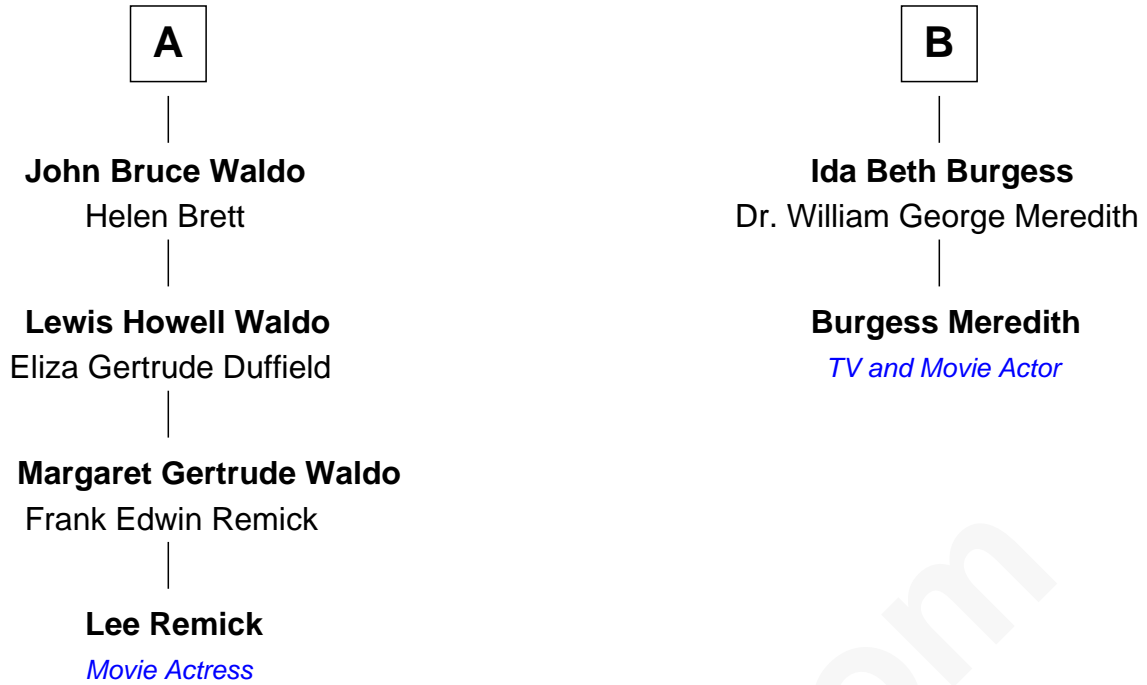 A
John Bruce Waldo
Helen Brett
Lewis Howell Waldo
Eliza Gertrude Duffield
Margaret Gertrude Waldo
Frank Edwin Remick
Lee Remick
Movie Actress
B
Ida Beth Burgess
Dr. William George Meredith
Burgess Meredith
TV and Movie Actor
om